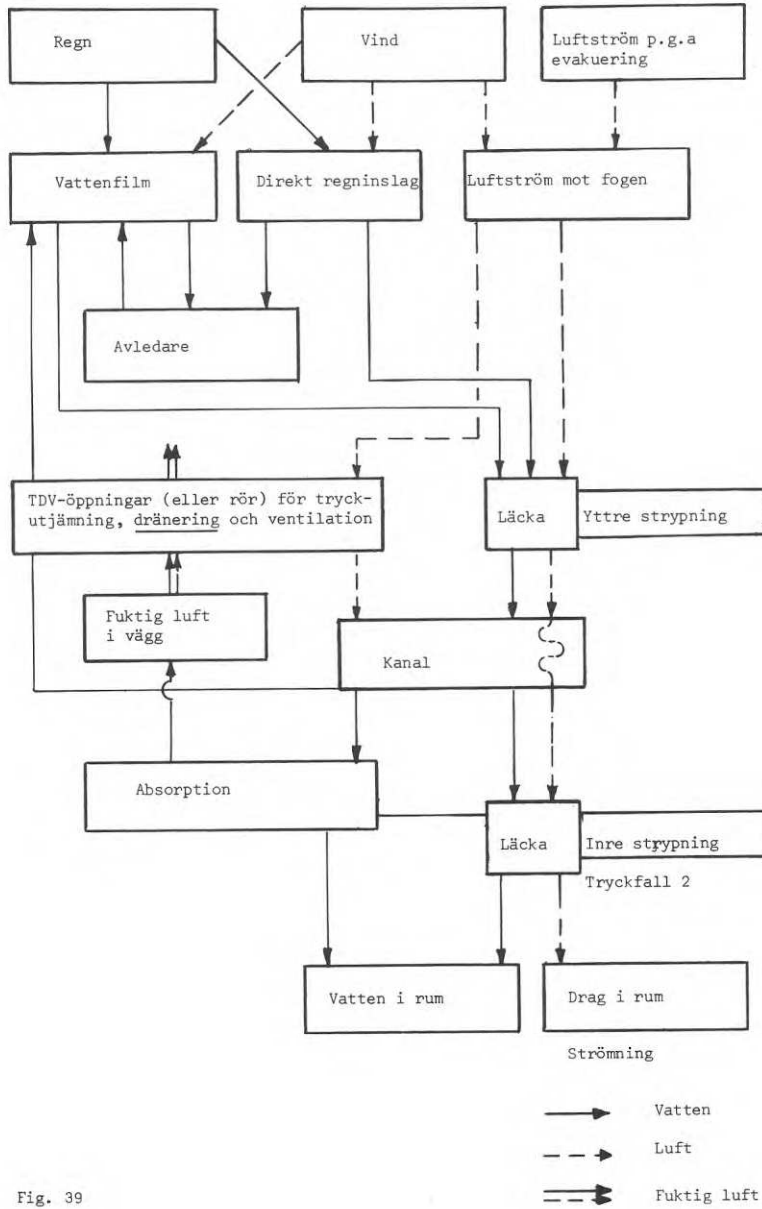 Regn
Vind
Luftström p.g.a
evakuering
Vattenfilm
Direkt regninslag
Luftström mot fogen
Avledare
TDV-öppningar (eller rör) för tryck-
utjämning, dränering och ventilation
Läcka
Yttre strypning
Fuktig luft
i vägg
Kanal
Absorption
Läcka
Inre strypning
Tryckfall 2
Vatten i rum
Drag i rum
Strömning
Vatten
Luft
Fuktig luft
Fig. 39